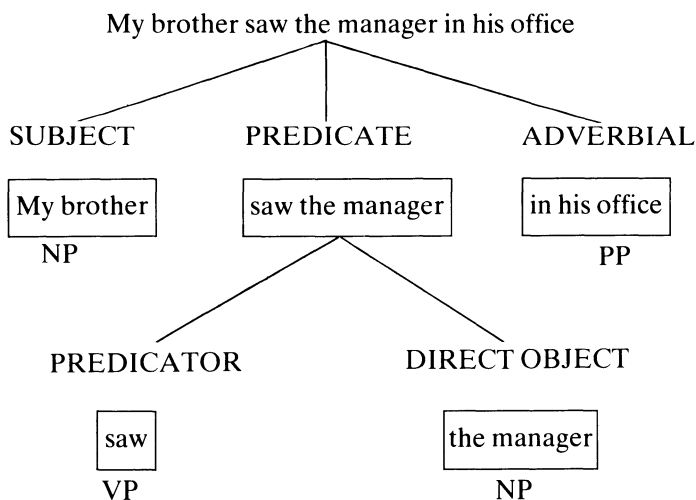 My brother saw the manager in his office
SUBJECT PREDICATE ADVERBIAL
My brother saw the manager in his office
NP PP
PREDICATOR DIRECT OBJECT
saw the manager
VP NP